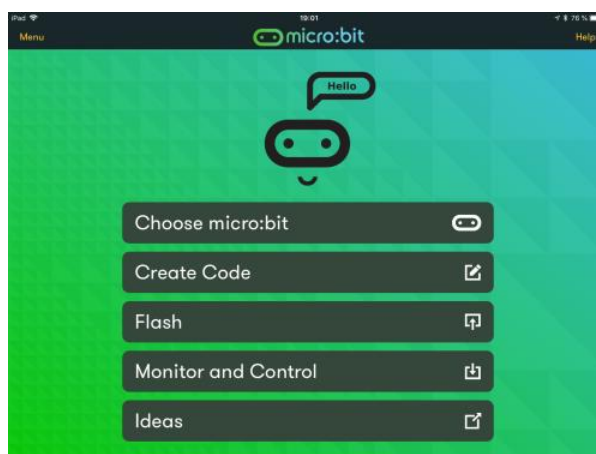 iPad 19:01 76 %
Menu micro:bit Help
Hello
Choose micro:bit
Create Code
Flash
Monitor and Control
Ideas